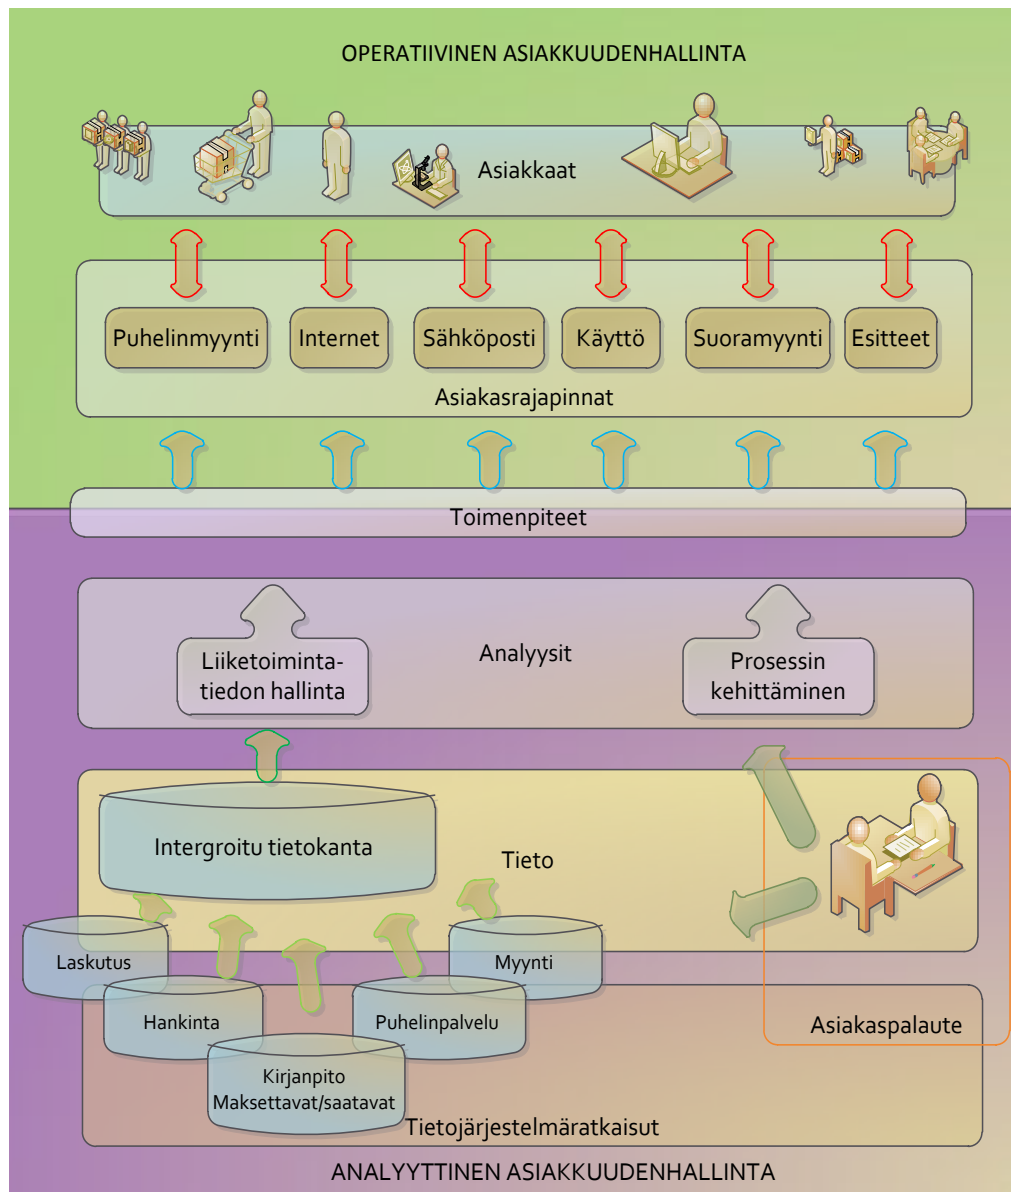 OPERATIIVINEN ASIAKKUUDENHALLINTA
Asiakkaat
Puhelinmyynti
Internet
Sähköposti
Käyttö
Suoramyynti
Esitteet
Asiakasrajapinnat
Toimenpiteet
Analyysit
Liiketoiminta-
tiedon hallinta
Prosessin
kehittäminen
Intergroitu tietokanta
Tieto
Laskutus
Myynti
Hankinta
Puhelinpalvelu
Asiakaspalaute
Kirjanpito
Maksettavat/saatavat
Tietojärjestelmäratkaisut
ANALYYTTINEN ASIAKKUUDENHALLINTA